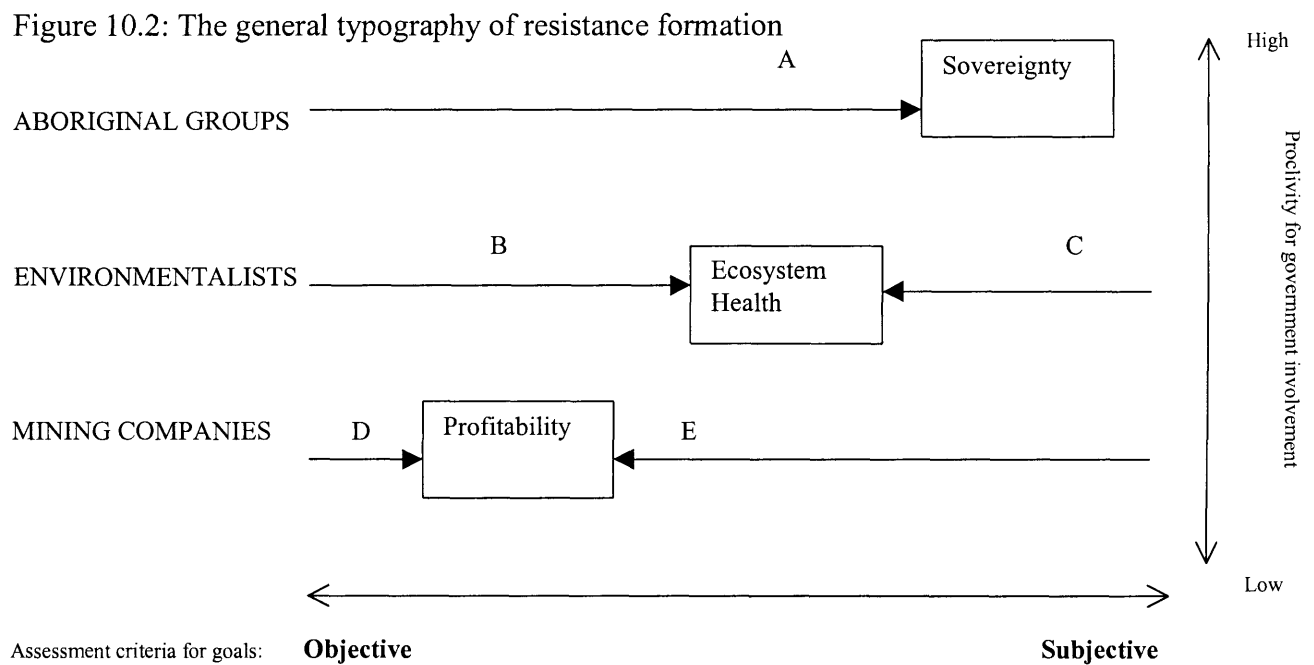 Figure 10.2: The general typography of resistance formation
High
A
Sovereignty
ABORIGINAL GROUPS
Proclivity for government involvement
B
C
ENVIRONMENTALISTS
Ecosystem
Health
MINING COMPANIES
D
Profitability
E
Low
Assessment criteria for goals: Objective Subjective